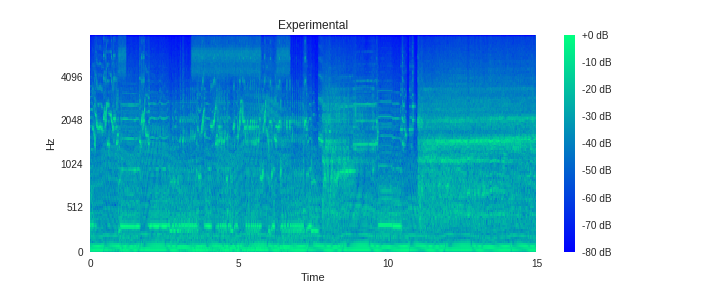 Experimental
+0 dB
-10 dB
-20 dB
-30 dB
-40 dB
-50 dB
-60 dB
-70 dB
-80 dB
4096
2048
1024
512
0
Hz
0
5
10
15
Time